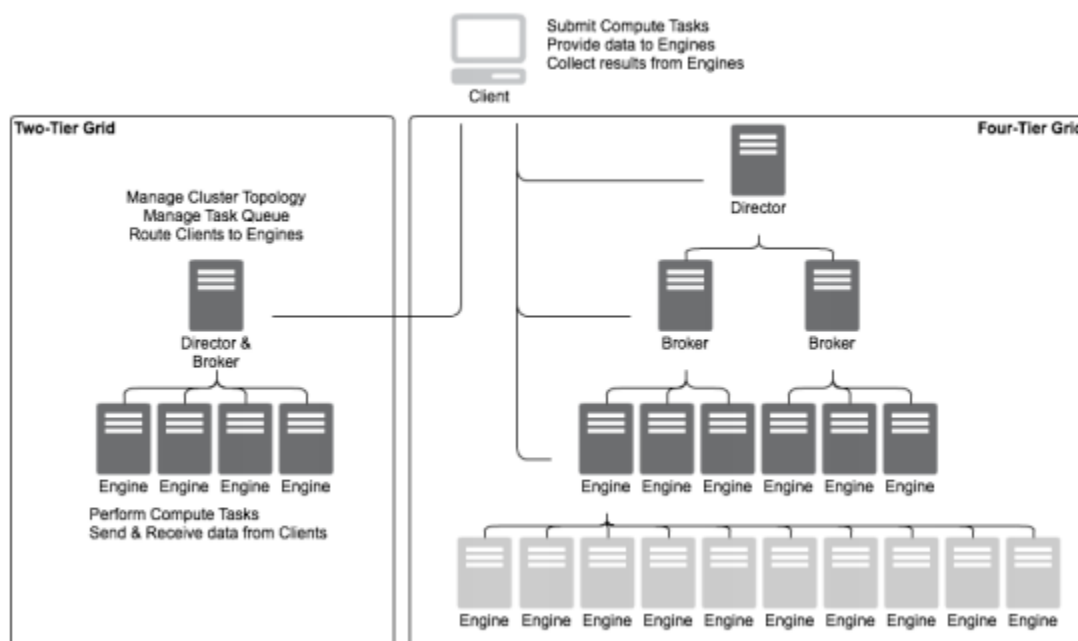 Submit Compute Tasks
Provide data to Engines
Collect results from Engines
Client
Two-Tier Grid
Four-Tier Grid
Manage Cluster Topology
Manage Task Queue
Route Clients to Engines
Director &
Broker
Engine Engine Engine Engine
Perform Compute Tasks
Send & Receive data from Clients
Director
Broker Broker
Engine Engine Engine Engine Engine Engine
Engine Engine Engine Engine Engine Engine Engine Engine Engine Engine